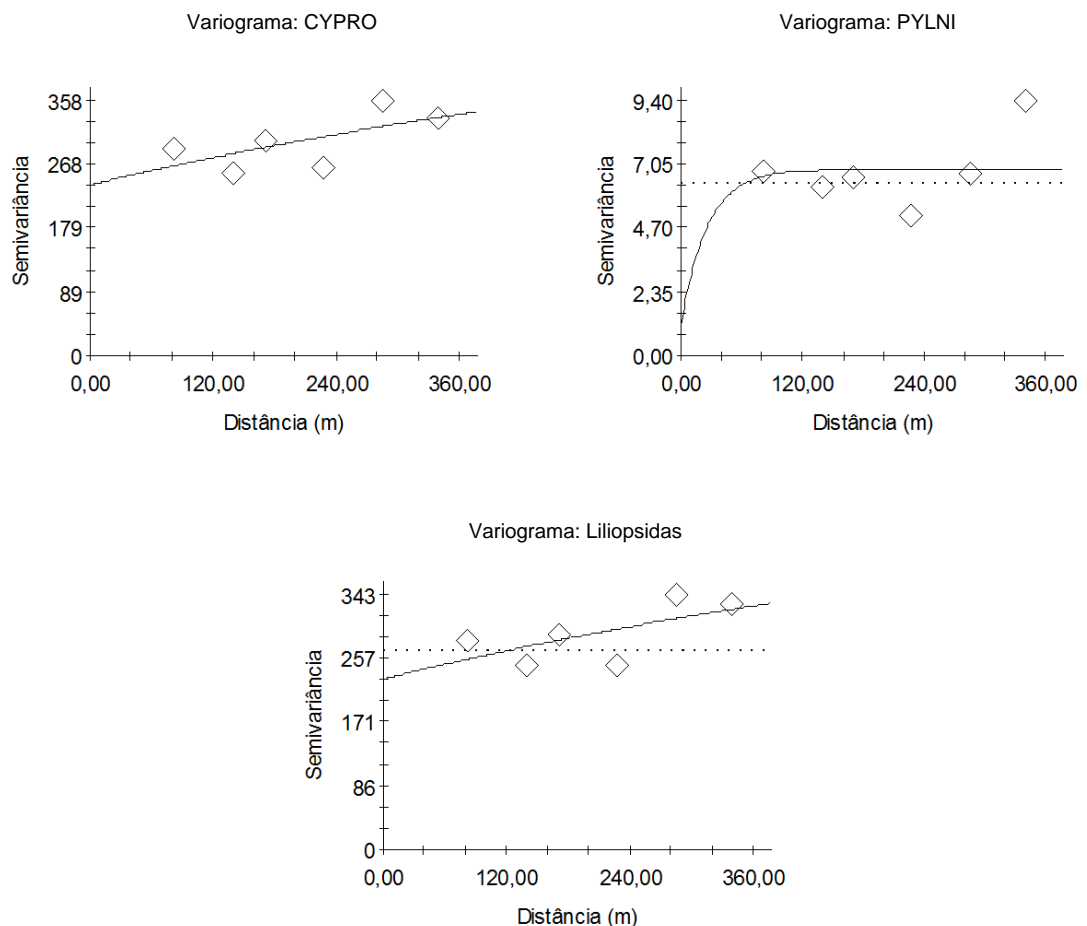 Variograma: CYPRO
358
268
179
89
0
Semivariância
0,00 120,00 240,00 360,00
Distância (m)
Variograma: PYLNI
9,40
7,05
4,70
2,35
0,00
Semivariância
0,00 120,00 240,00 360,00
Distância (m)
Variograma: Liliopsidas
343
257
171
86
0
Semivariância
0,00 120,00 240,00 360,00
Distância (m)